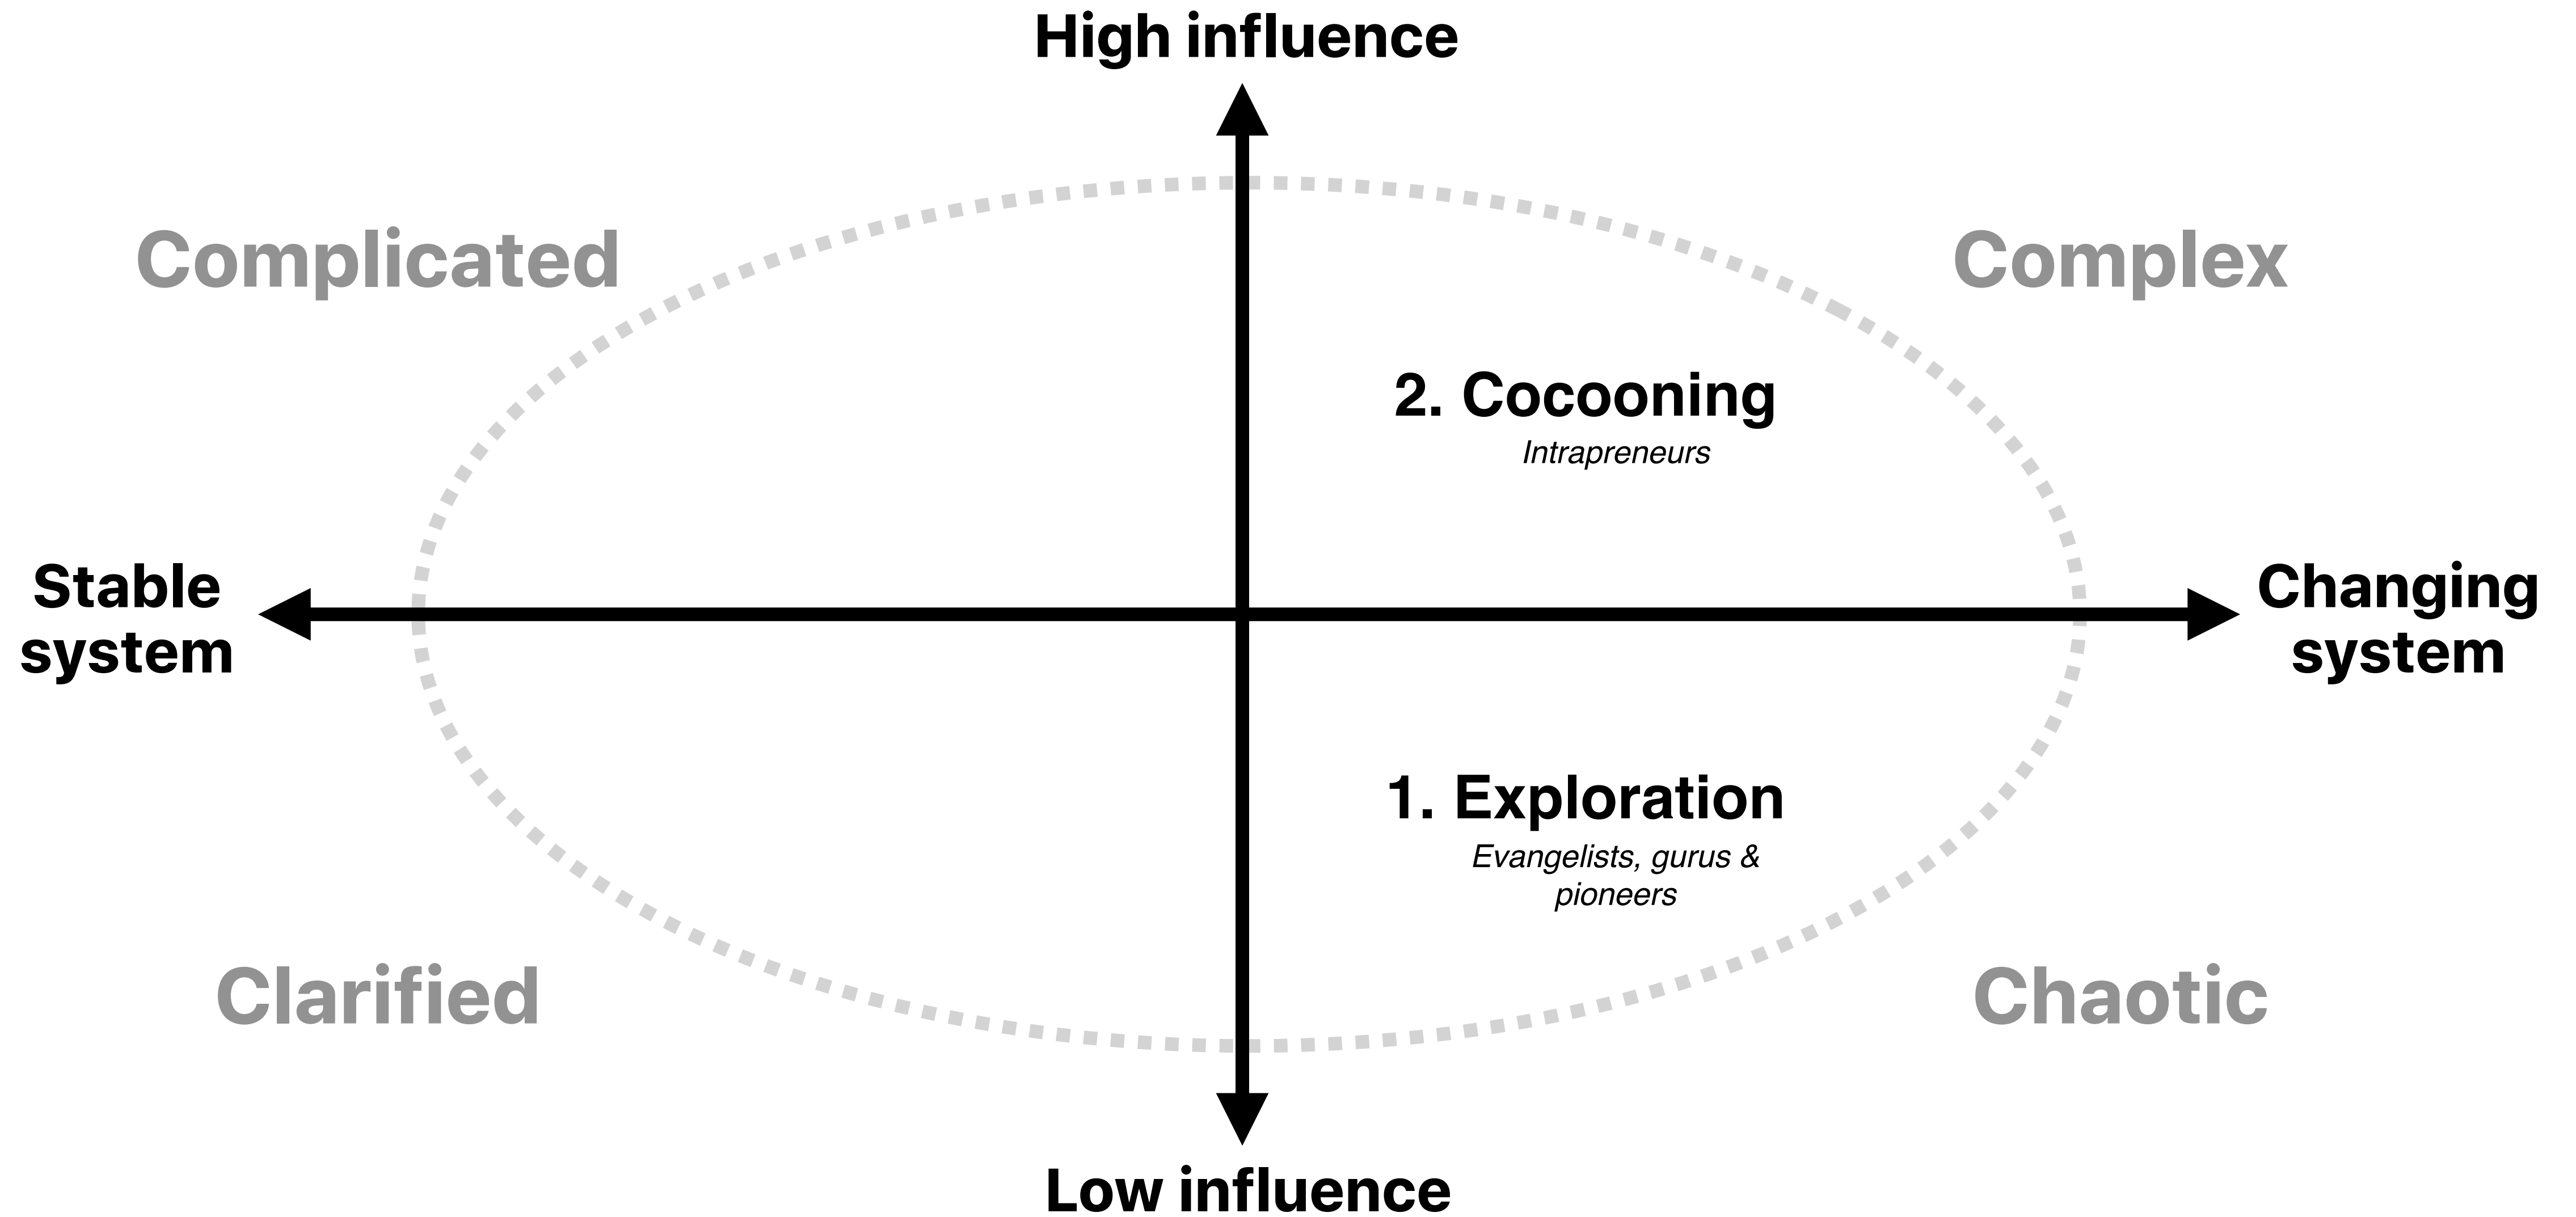 High influence
Complicated
Complex
2. Cocooning
Intrapreneurs
Stable
system
Changing
system
1. Exploration
Evangelists, gurus &
pioneers
Clarified
Chaotic
Low influence